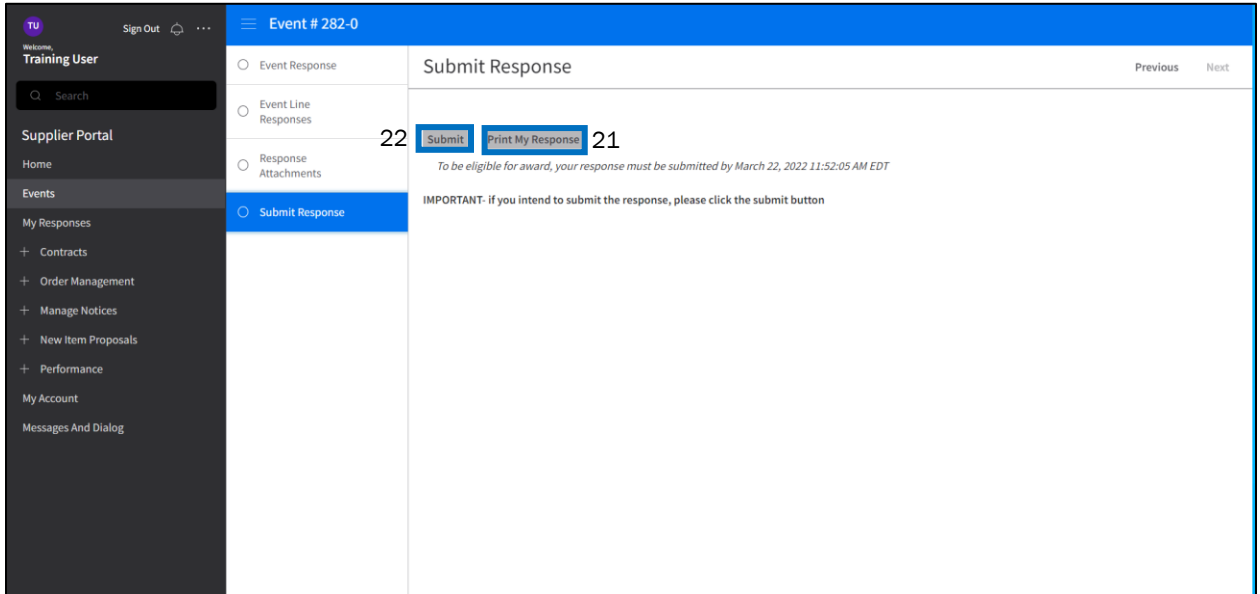 TU
Sign Out
Welcome,
Training User
Search
Supplier Portal
Home
Events
My Responses
Contracts
Order Management
Manage Notices
New Item Proposals
Performance
My Account
Messages And Dialog
Event # 282-0
Event Response
Event Line
Responses
Response
Attachments
Submit Response
Submit Response
Previous Next
22 Submit Print My Response 21
To be eligible for award, your response must be submitted by March 22, 2022 11:52:05 AM EDT
IMPORTANT- if you intend to submit the response, please click the submit button